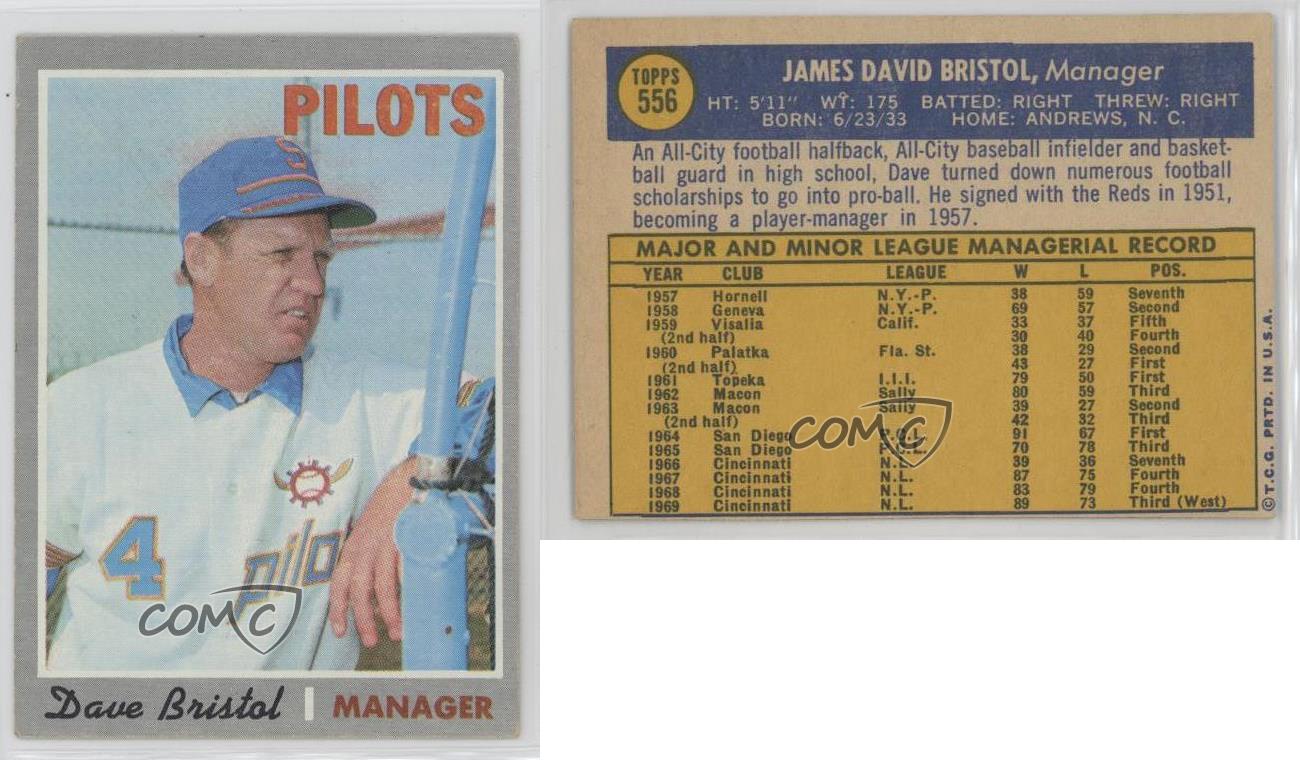 PILOTS
S
4
pilo
COMC
Dave Bristol | MANAGER
TOPPS
556
JAMES DAVID BRISTOL, Manager
HT: 5'11" WT: 175 BATTED: RIGHT THREW: RIGHT
BORN: 6/23/33 HOME: ANDREWS, N. C.
An All-City football halfback, All-City baseball infielder and basket-
ball guard in high school, Dave turned down numerous football
scholarships to go into pro-ball. He signed with the Reds in 1951,
becoming a player-manager in 1957.
MAJOR AND MINOR LEAGUE MANAGERIAL RECORD
YEAR CLUB LEAGUE W L POS.
1957 Hornell N.Y.-P. 38 59 Seventh
1958 Geneva N.Y.-P. 69 57 Second
1959 Visalia Calif. 33 37 Fifth
(2nd half) 30 40 Fourth
1960 Palatka Fla. St. 38 29 Second
(2nd half) 43 27 First
1961 Topeka I.I.I. 79 50 First
1962 Macon Sally 80 59 Third
1963 Macon Sally 39 27 Second
(2nd half) 42 32 Third
1964 San Diego P.C.L. 91 67 First
1965 San Diego P.C.L. 70 78 Third
1966 Cincinnati N.L. 39 36 Seventh
1967 Cincinnati N.L. 87 75 Fourth
1968 Cincinnati N.L. 83 79 Fourth
1969 Cincinnati N.L. 89 73 Third (West)
COMC
© T.C.G. PRTD. IN U.S.A.